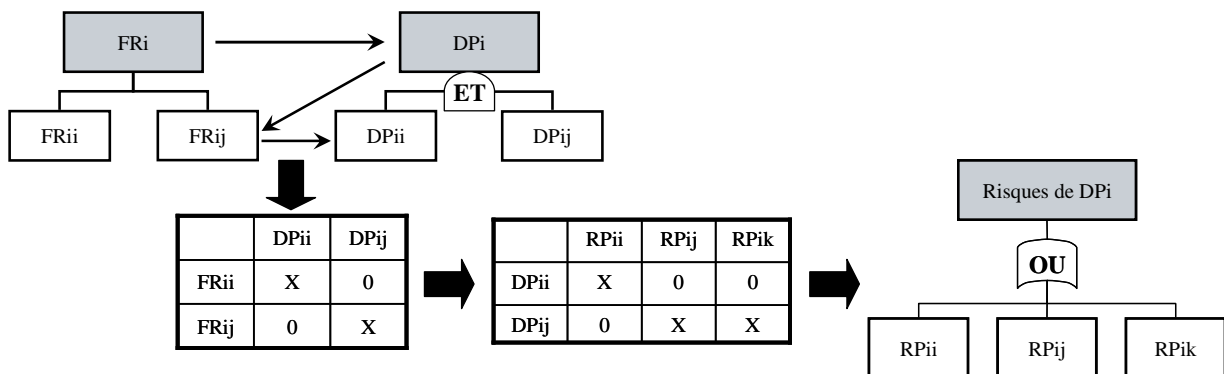 FRi
DPi
ET
FRii
FRij
DPii
DPij
DPii DPij
FRii X 0
FRij 0 X
RPii RPij RPik
DPii X 0 0
DPij 0 X X
Risques de DPi
OU
RPii
RPij
RPik